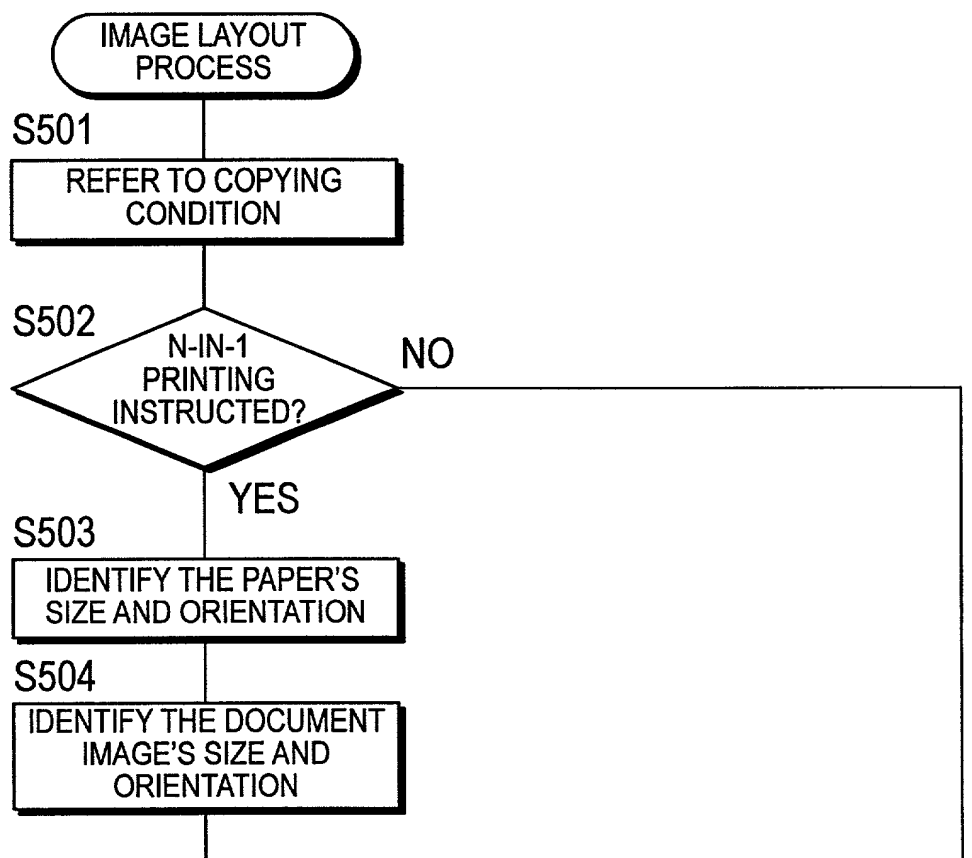 IMAGE LAYOUT
PROCESS
S501
REFER TO COPYING
CONDITION
S502
N-IN-1
PRINTING
INSTRUCTED?
NO
YES
S503
IDENTIFY THE PAPER'S
SIZE AND ORIENTATION
S504
IDENTIFY THE DOCUMENT
IMAGE'S SIZE AND
ORIENTATION